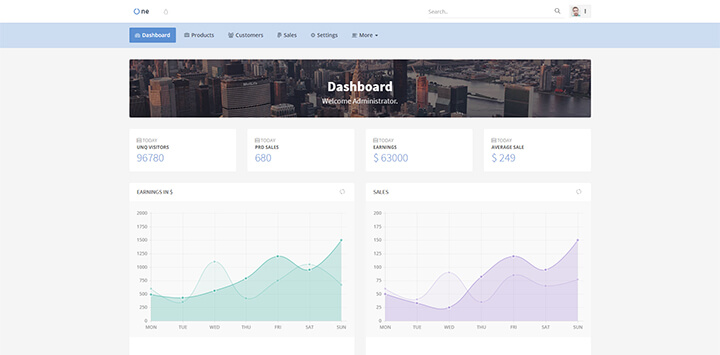 One
Search..
Dashboard
Products
Customers
Sales
Settings
More
Dashboard
Welcome Administrator.
TODAY
UNQ VISITORS
96780
TODAY
PRO SALES
680
TODAY
EARNINGS
$ 63000
TODAY
AVERAGE SALE
$ 249
EARNINGS IN $
2000
1750
1500
1250
1000
750
500
250
0
MON TUE WED THU FRI SAT SUN
SALES
200
175
150
125
100
75
50
25
0
MON TUE WED THU FRI SAT SUN